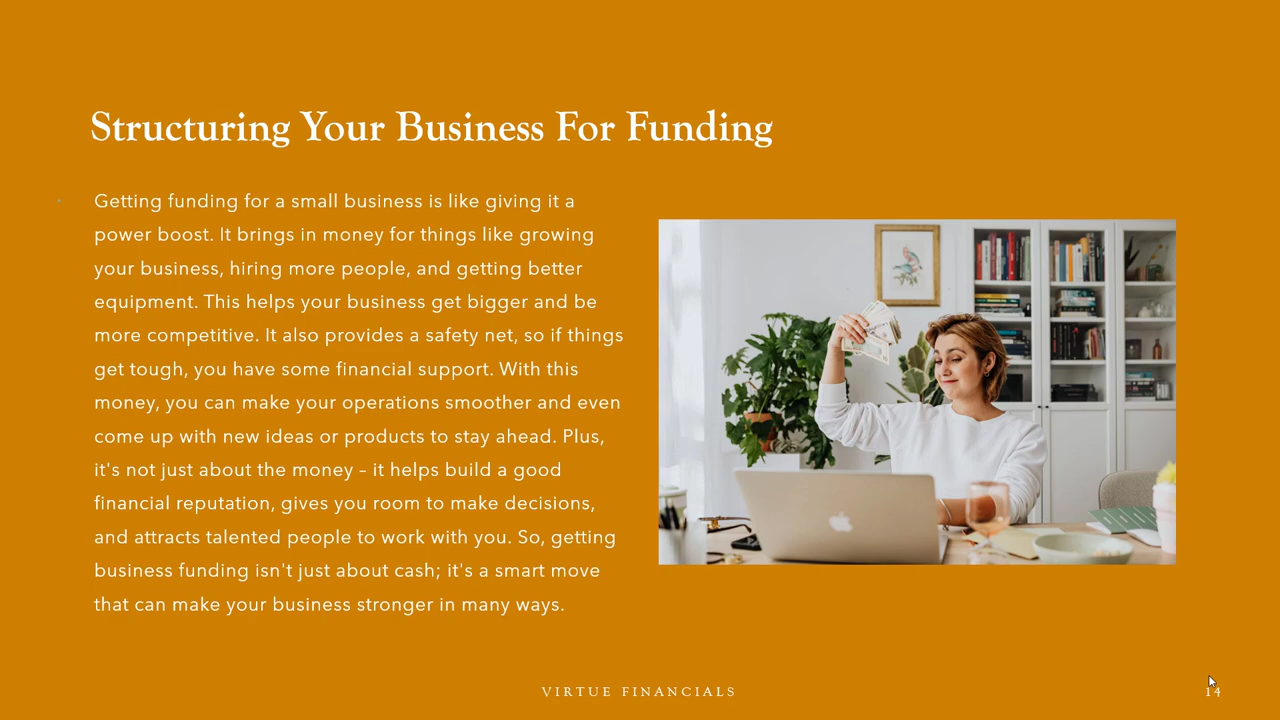 Structuring Your Business For Funding
Getting funding for a small business is like giving it a
power boost. It brings in money for things like growing
your business, hiring more people, and getting better
equipment. This helps your business get bigger and be
more competitive. It also provides a safety net, so if things
get tough, you have some financial support. With this
money, you can make your operations smoother and even
come up with new ideas or products to stay ahead. Plus,
it's not just about the money – it helps build a good
financial reputation, gives you room to make decisions,
and attracts talented people to work with you. So, getting
business funding isn't just about cash; it's a smart move
that can make your business stronger in many ways.
VIRTUE FINANCIALS
14